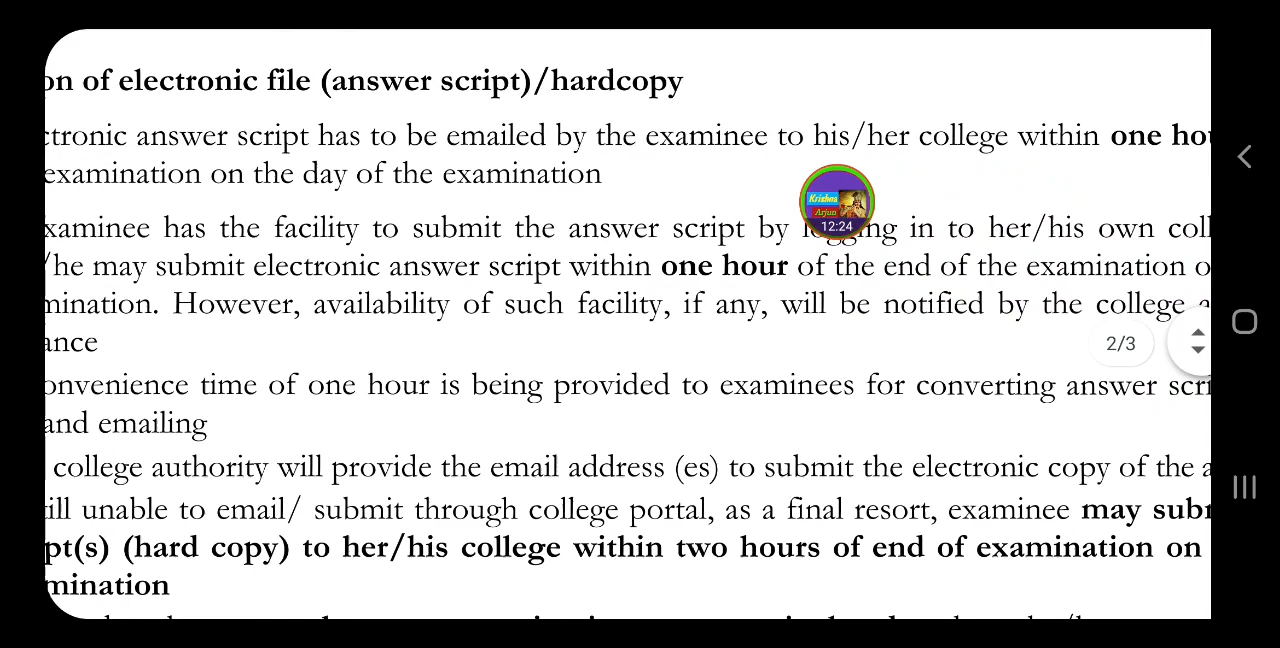 on of electronic file (answer script)/hardcopy
ctronic answer script has to be emailed by the examinee to his/her college within one hou
examination on the day of the examination
xaminee has the facility to submit the answer script by logging in to her/his own coll
/he may submit electronic answer script within one hour of the end of the examination o
mination. However, availability of such facility, if any, will be notified by the college a
ance
onvenience time of one hour is being provided to examinees for converting answer scri
and emailing
college authority will provide the email address (es) to submit the electronic copy of the a
ill unable to email/ submit through college portal, as a final resort, examinee may subm
pt(s) (hard copy) to her/his college within two hours of end of examination on
mination
Krishna
Arjun
12:24
2/3